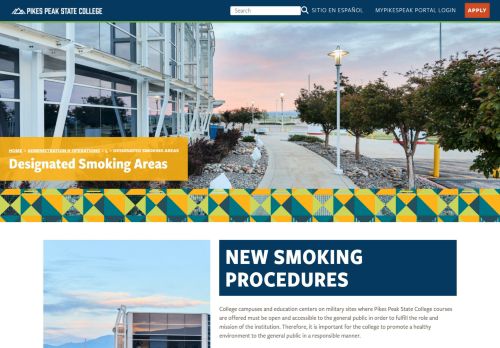 PIKES PEAK STATE COLLEGE
Search
SITIO EN ESPAÑOL
MYPIKESPEAK PORTAL LOGIN
APPLY
HOME > ADMINISTRATION & OPERATIONS > > DESIGNATED SMOKING AREAS
Designated Smoking Areas
NEW SMOKING
PROCEDURES
College campuses and education centers on military sites where Pikes Peak State College courses
are offered must be open and accessible to the general public in order to fulfill the role and
mission of the institution. Therefore, it is important for the college to promote a healthy
environment to the general public in a responsible manner.